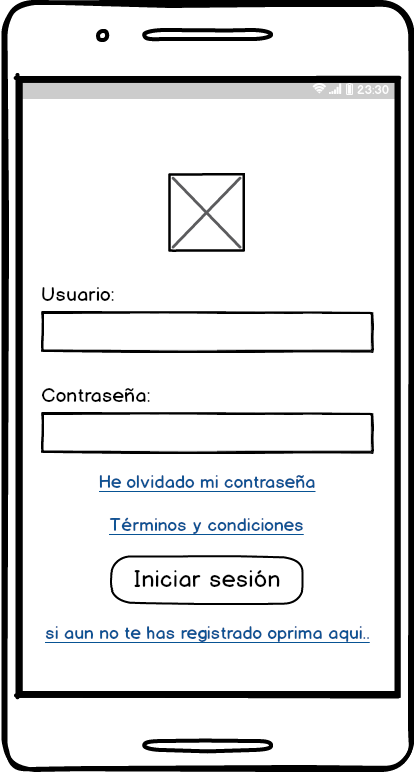 23:30
Usuario:
Contraseña:
He olvidado mi contraseña
Términos y condiciones
Iniciar sesión
si aun no te has registrado oprima aqui..